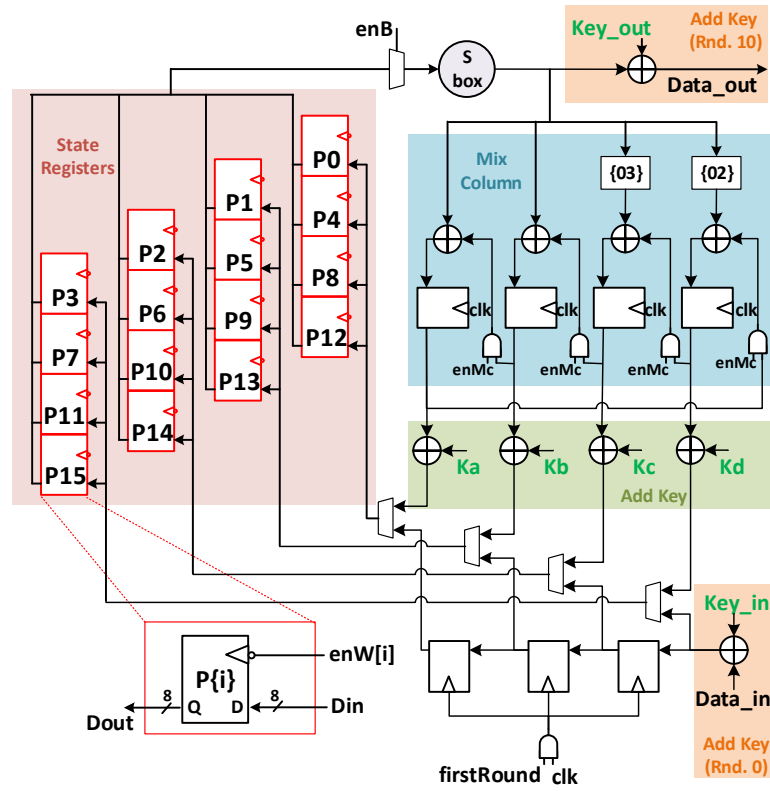 enB
S
box
Key_out
Add Key
(Rnd. 10)
Data_out
State
Registers
P0
P4
P8
P12
P1
P5
P9
P13
P2
P6
P10
P14
P3
P7
P11
P15
Mix
Column
{03}
{02}
clk
clk
clk
clk
enMc
enMc
enMc
enMc
Ka
Kb
Kc
Kd
Add Key
Key_in
Data_in
Add Key
(Rnd. 0)
firstRound
clk
P{i}
Q
D
enW[i]
8
8
Dout
Din